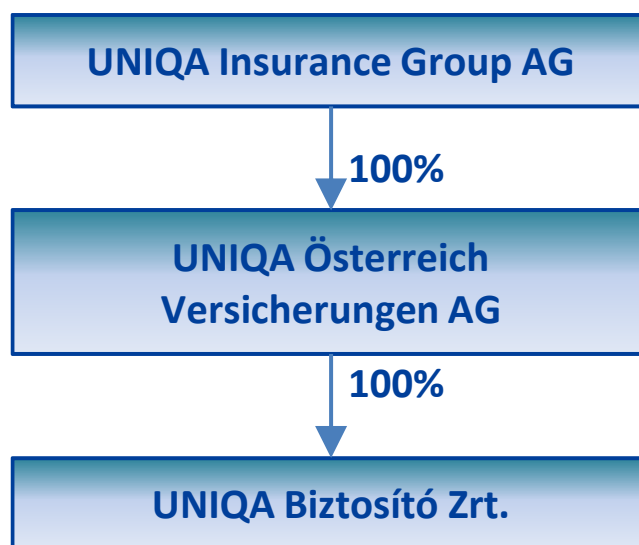 UNIQA Insurance Group AG
100%
UNIQA Österreich
Versicherungen AG
100%
UNIQA Biztosító Zrt.